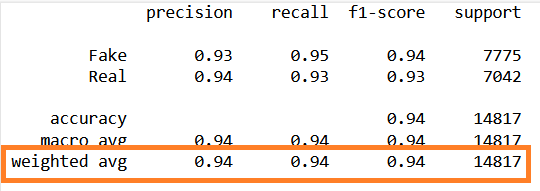 precision recall f1-score support
Fake 0.93 0.95 0.94 7775
Real 0.94 0.93 0.93 7042
accuracy 0.94 14817
macro avg 0.94 0.94 0.94 14817
weighted avg 0.94 0.94 0.94 14817